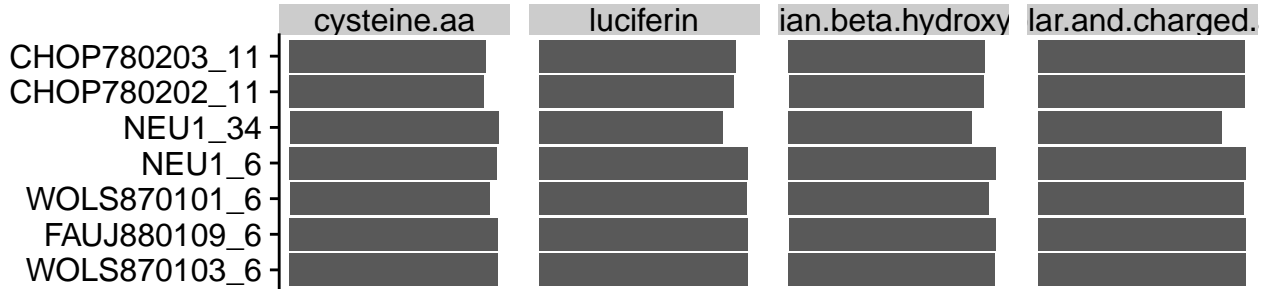 cysteine.aa luciferin ian.beta.hydroxy lar.and.charged.
CHOP780203_11
CHOP780202_11
NEU1_34
NEU1_6
WOLS870101_6
FAUJ880109_6
WOLS870103_6